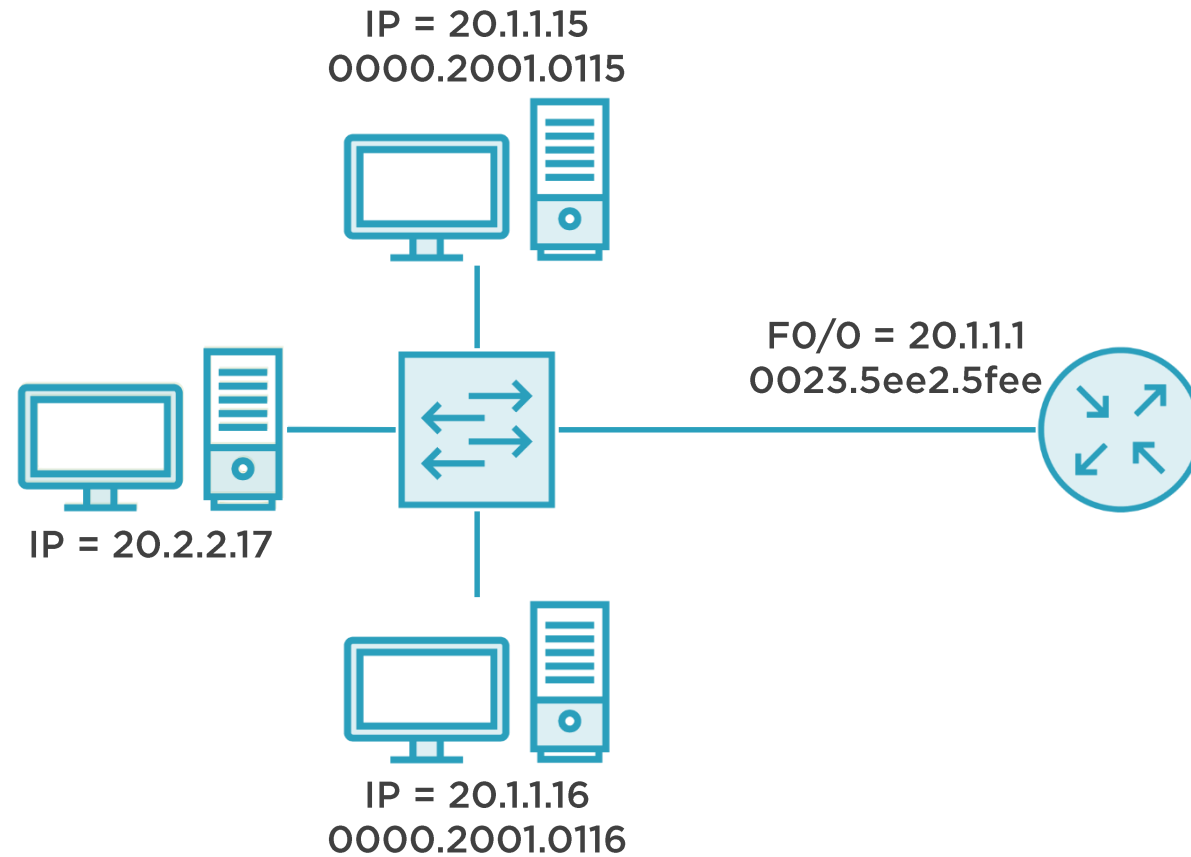 IP = 20.1.1.15
0000.2001.0115
F0/0 = 20.1.1.1
0023.5ee2.5fee
IP = 20.2.2.17
IP = 20.1.1.16
0000.2001.0116